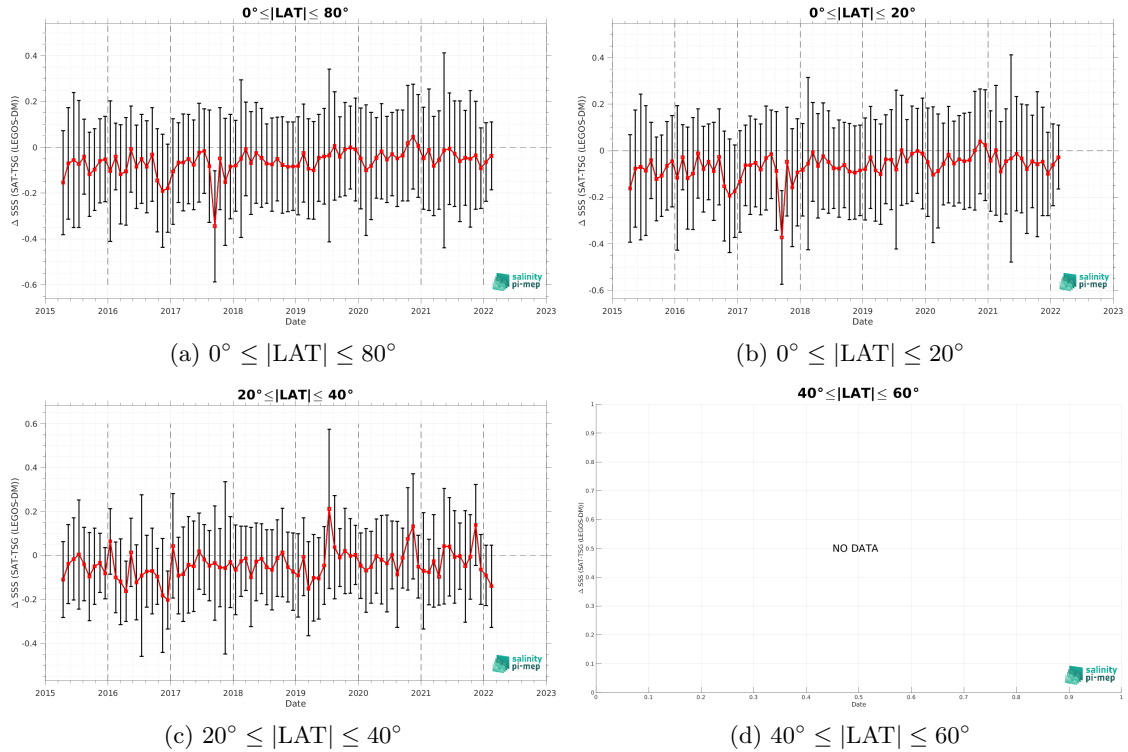 0°≤|LAT|≤ 80°
Δ SSS (SAT-TSG (LEGOS-DM))
0.4
0.2
0
-0.2
-0.4
-0.6
2015 2016 2017 2018 2019 2020 2021 2022 2023
Date
salinity
pi-mep
(a) 0° ≤ |LAT| ≤ 80°
0°≤|LAT|≤ 20°
Δ SSS (SAT-TSG (LEGOS-DM))
0.4
0.2
0
-0.2
-0.4
-0.6
2015 2016 2017 2018 2019 2020 2021 2022 2023
Date
salinity
pi-mep
(b) 0° ≤ |LAT| ≤ 20°
20°≤|LAT|≤ 40°
Δ SSS (SAT-TSG (LEGOS-DM))
0.6
0.4
0.2
0
-0.2
-0.4
2015 2016 2017 2018 2019 2020 2021 2022 2023
Date
salinity
pi-mep
(c) 20° ≤ |LAT| ≤ 40°
40°≤|LAT|≤ 60°
Δ SSS (SAT-TSG (LEGOS-DM))
1
0.9
0.8
0.7
0.6
0.5
0.4
0.3
0.2
0.1
0
NO DATA
0 0.1 0.2 0.3 0.4 0.5 0.6 0.7 0.8 0.9 1
Date
salinity
pi-mep
(d) 40° ≤ |LAT| ≤ 60°